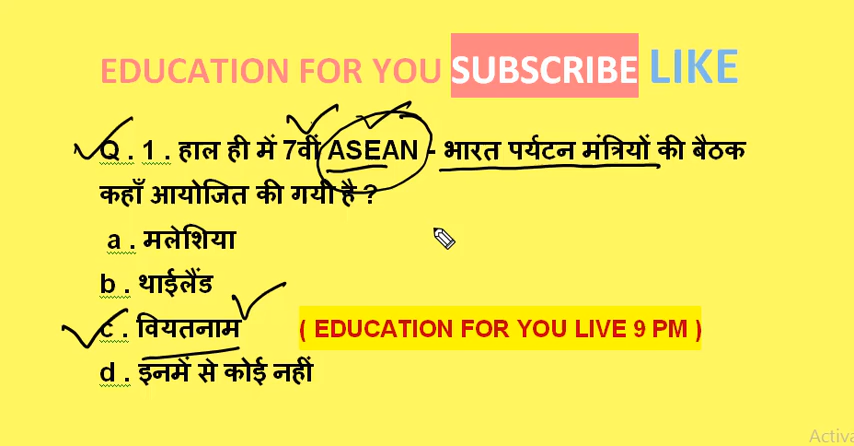 EDUCATION FOR YOU SUBSCRIBE LIKE
Q . 1 . हाल ही में 7वीं ASEAN - भारत पर्यटन मंत्रियों की बैठक
कहाँ आयोजित की गयी है ?
a . मलेशिया
b . थाईलैंड
c . वियतनाम ( EDUCATION FOR YOU LIVE 9 PM )
d . इनमें से कोई नहीं
Activa